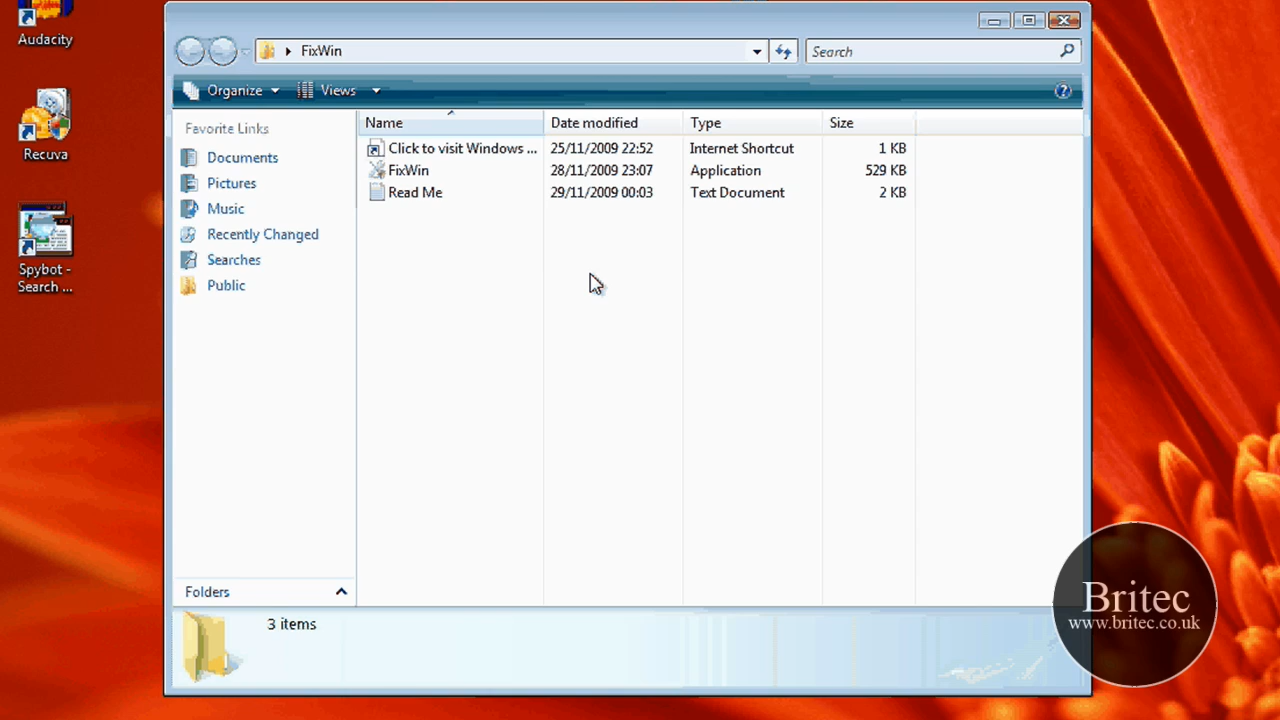 Audacity
Recuva
Spybot -
Search ...
FixWin
Search
Organize
Views
Favorite Links
Documents
Pictures
Music
Recently Changed
Searches
Public
Folders
Name Date modified Type Size
Click to visit Windows ... 25/11/2009 22:52 Internet Shortcut 1 KB
FixWin 28/11/2009 23:07 Application 529 KB
Read Me 29/11/2009 00:03 Text Document 2 KB
3 items
Britec
www.britec.co.uk